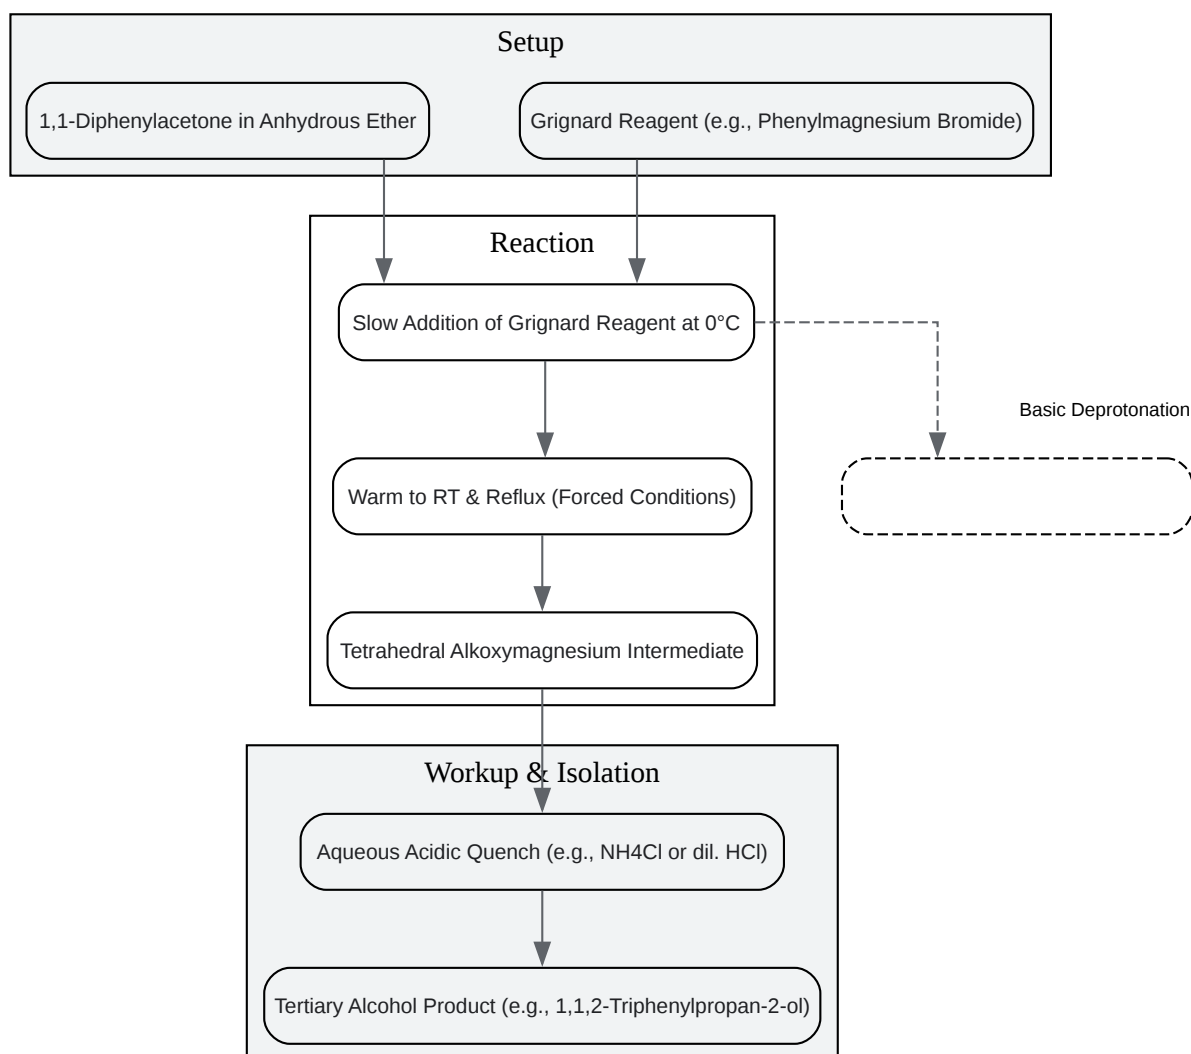 Setup
1,1-Diphenylacetone in Anhydrous Ether
Grignard Reagent (e.g., Phenylmagnesium Bromide)
Reaction
Slow Addition of Grignard Reagent at 0°C
Basic Deprotonation
Warm to RT & Reflux (Forced Conditions)
Tetrahedral Alkoxymagnesium Intermediate
Workup & Isolation
Aqueous Acidic Quench (e.g., NH4Cl or dil. HCl)
Tertiary Alcohol Product (e.g., 1,1,2-Triphenylpropan-2-ol)